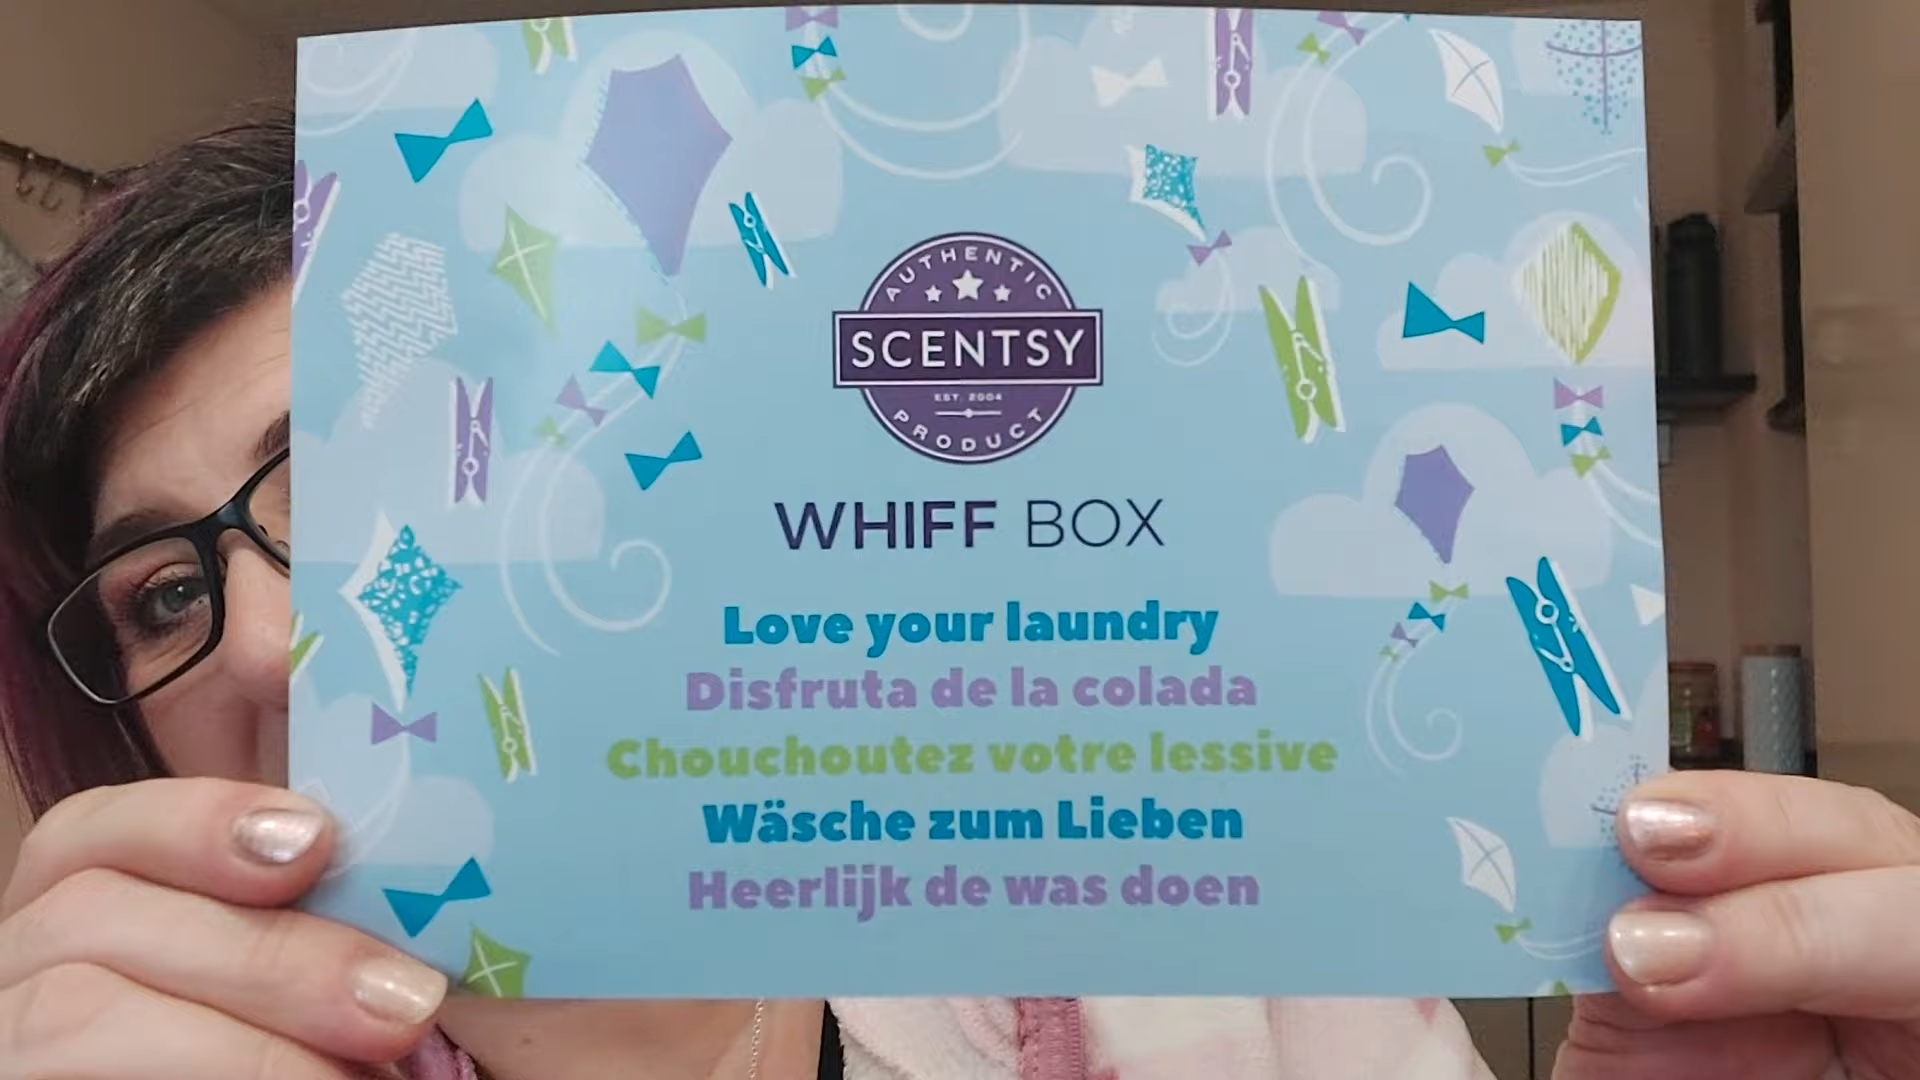 AUTHENTIC
SCENTSY
EST. 2004
PRODUCT
WHIFF BOX
Love your laundry
Disfruta de la colada
Chouchoutez votre lessive
Wäsche zum Lieben
Heerlijk de was doen